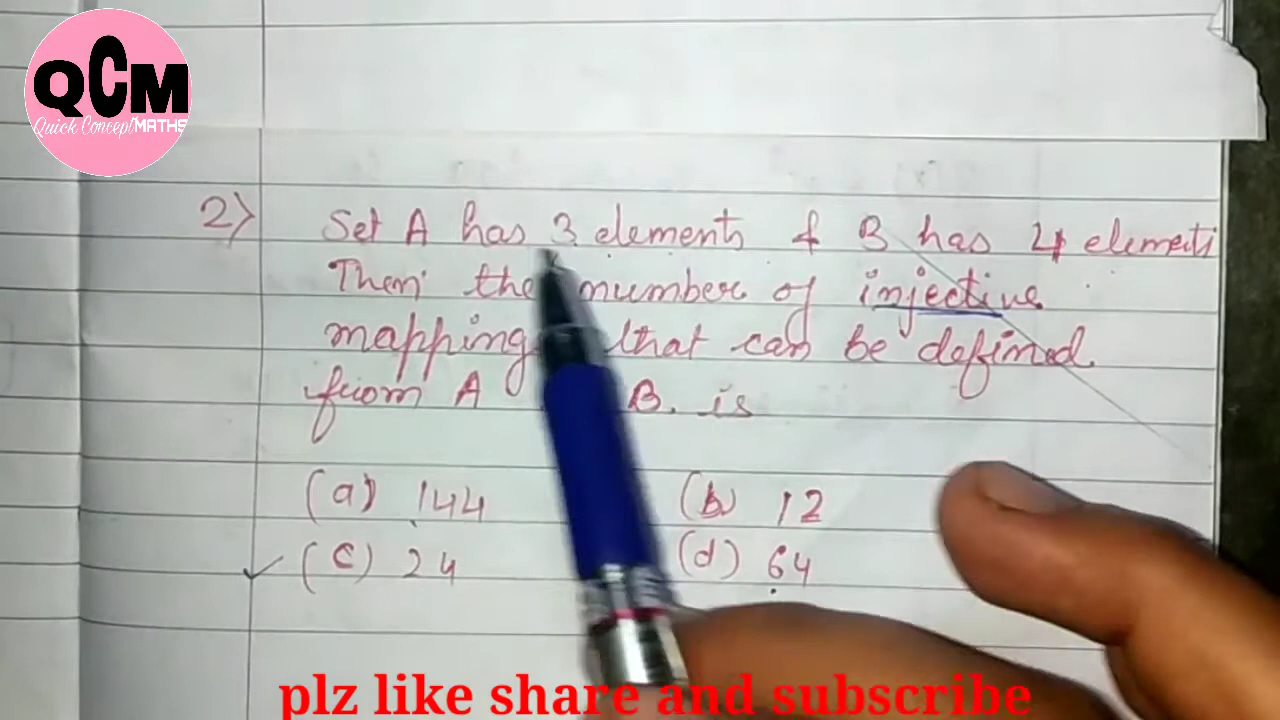 QCM
Quick Concept MATHS
2) Set A has 3 elements & B has 4 elements
Then the number of injective
mapping that can be defined
from A B. is
(a) 144 (b) 12
(c) 24 (d) 64
plz like share and subscribe